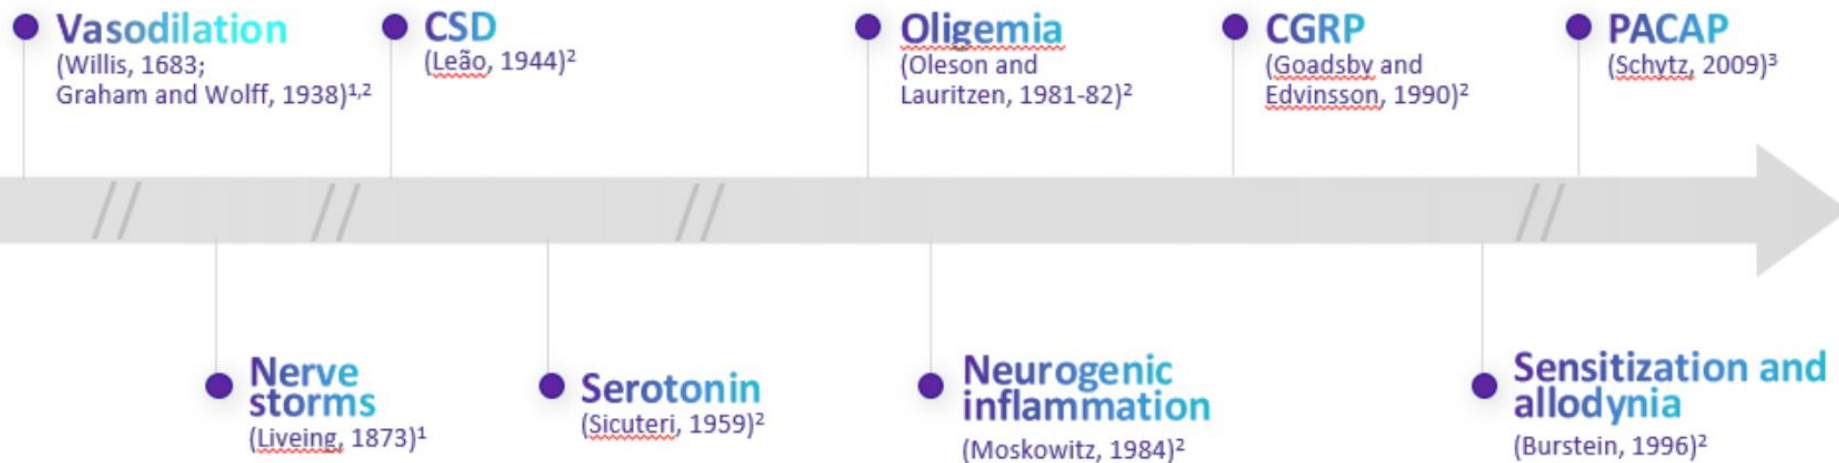 Vasodilation
(Willis, 1683;
Graham and Wolff, 1938)¹,²
CSD
(Leão, 1944)²
Oligemia
(Oleson and
Lauritzen, 1981-82)²
CGRP
(Goadsby and
Edvinsson, 1990)²
PACAP
(Schytz, 2009)³
Nerve
storms
(Liveing, 1873)¹
Serotonin
(Sicuteri, 1959)²
Neurogenic
inflammation
(Moskowitz, 1984)²
Sensitization and
allodynia
(Burstein, 1996)²